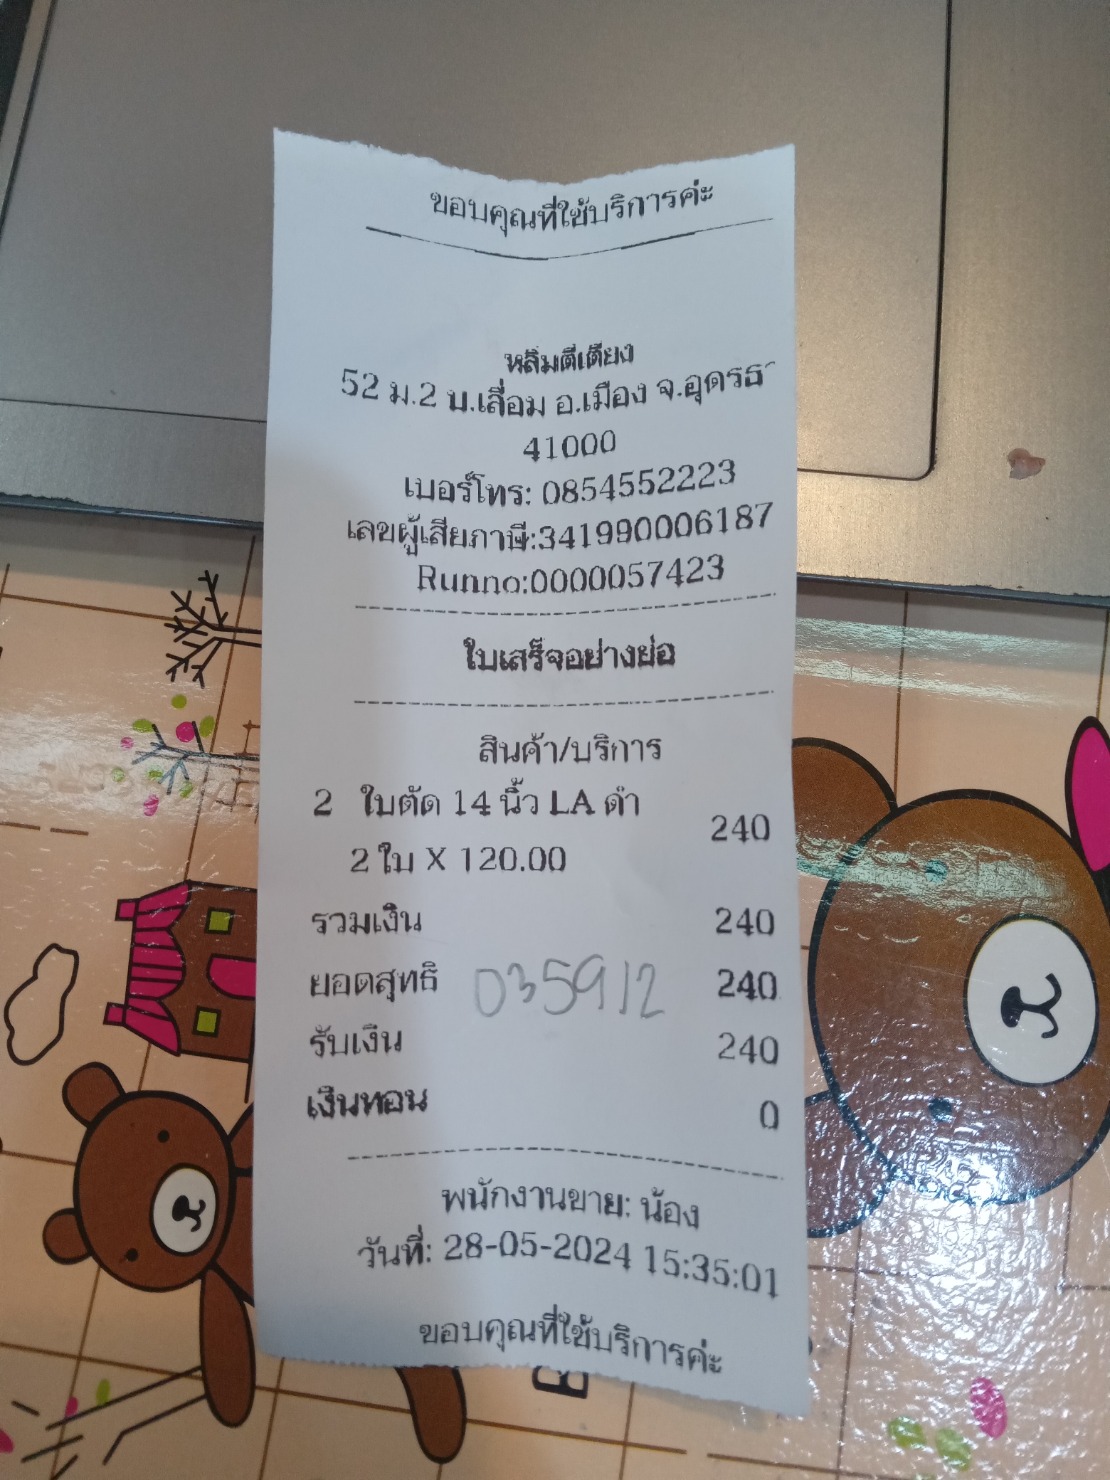 ขอบคุณที่ใช้บริการค่ะ
หลิมตีเตียง
52 ม.2 บ.เลื่อม อ.เมือง จ.อุดรธ
41000
เบอร์โทร: 0854552223
เลขผู้เสียภาษี:341990006187
Runno:0000057423
ใบเสร็จอย่างย่อ
สินค้า/บริการ
2 ใบตัด 14 นิ้ว LA ดำ 240
2 ใบ X 120.00
รวมเงิน 240
ยอดสุทธิ 035912 240
รับเงิน 240
เงินทอน 0
พนักงานขาย: น้อง
วันที่: 28-05-2024 15:35:01
ขอบคุณที่ใช้บริการค่ะ